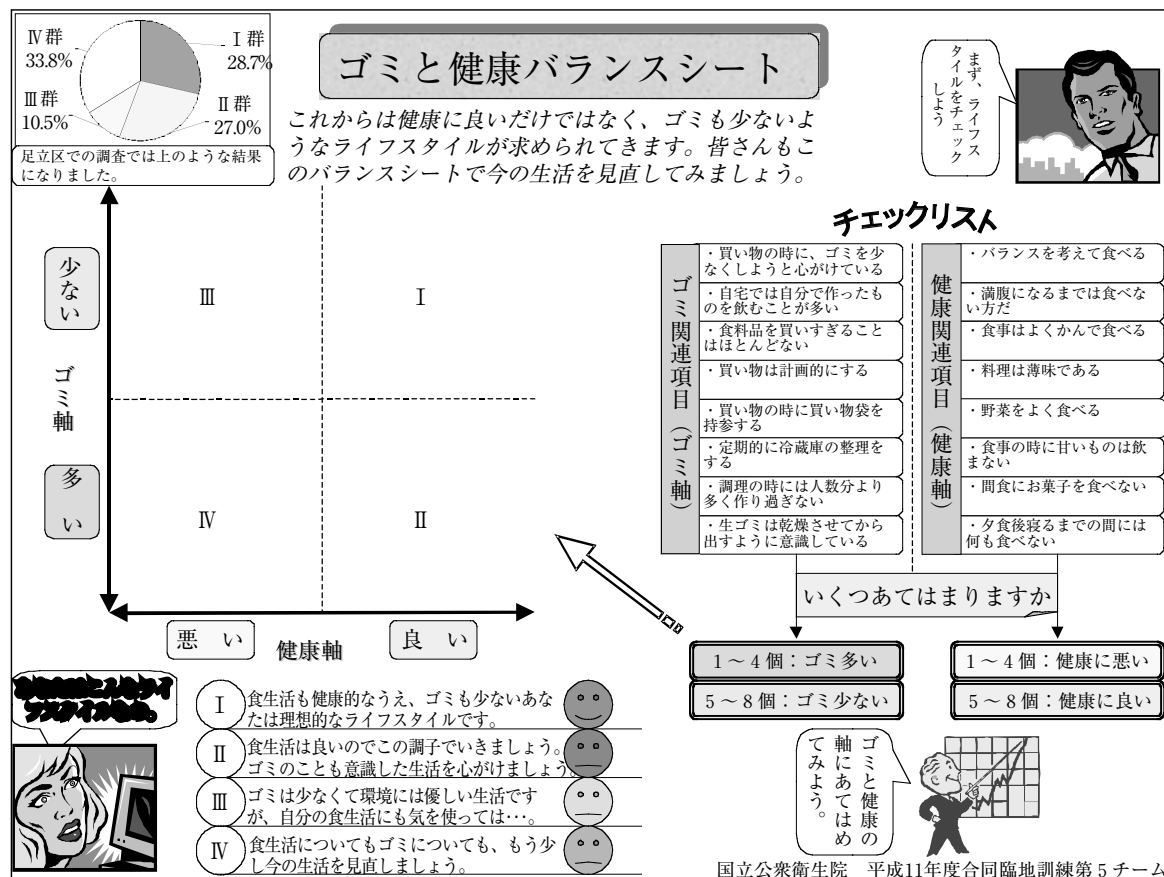 Ⅳ群
33.8%
Ⅰ群
28.7%
Ⅲ群
10.5%
Ⅱ群
27.0%
足立区での調査では上のような結果
になりました。
ゴミと健康バランスシート
これからは健康に良いだけではなく、ゴミも少ないよ
うなライフスタイルが求められてきます。皆さんもこ
のバランスシートで今の生活を見直してみましょう。
まず、ライフス
タイルをチェック
しよう
少ない
ゴミ軸
多い
Ⅲ
Ⅰ
Ⅳ
Ⅱ
悪い
健康軸
良い
チェックリスト
ゴミ関連項目（ゴミ軸）
・買い物の時に、ゴミを少
なくしようと心がけている
・自宅では自分で作ったも
のを飲むことが多い
・食料品を買いすぎること
はほとんどない
・買い物は計画的にする
・買い物の時に買い物袋を
持参する
・定期的に冷蔵庫の整理を
する
・調理の時には人数分より
多く作り過ぎない
・生ゴミは乾燥させてから
出すように意識している
健康関連項目（健康軸）
・バランスを考えて食べる
・満腹になるまでは食べな
い方だ
・食事はよくかんで食べる
・料理は薄味である
・野菜をよく食べる
・食事の時に甘いものは飲
まない
・間食にお菓子を食べない
・夕食後寝るまでの間には
何も食べない
いくつあてはまりますか
1～4個：ゴミ多い
5～8個：ゴミ少ない
1～4個：健康に悪い
5～8個：健康に良い
ゴミと健康の
軸にあてはめ
てみよう。
Ⅰ
食生活も健康的なうえ、ゴミも少ないあな
たは理想的なライフスタイルです。
Ⅱ
食生活は良いのでこの調子でいきましょう。
ゴミのことも意識した生活を心がけましょう。
Ⅲ
ゴミは少なくて環境には優しい生活です
が、自分の食生活にも気を使っては･･･。
Ⅳ
食生活についてもゴミについても、もう少
し今の生活を見直しましょう。
国立公衆衛生院　平成11年度合同臨地訓練第5チーム